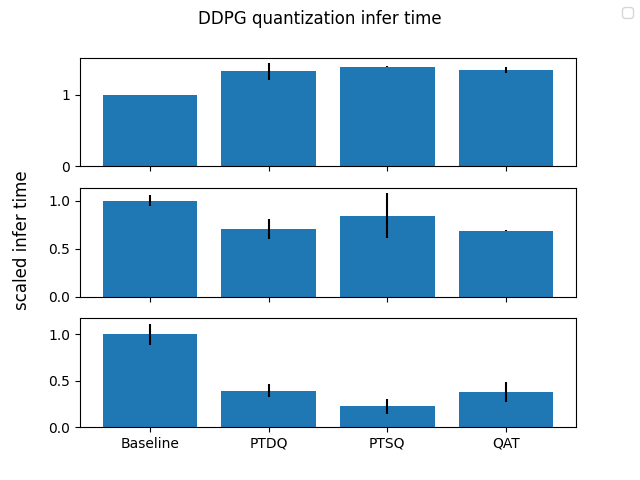 DDPG quantization infer time
scaled infer time
1
0
1.0
0.5
0.0
1.0
0.5
0.0
Baseline PTDQ PTSQ QAT